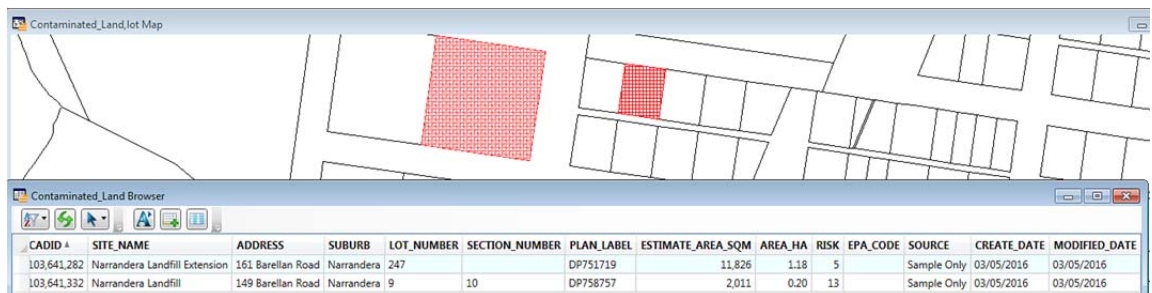 Contaminated_Land,lot Map
Contaminated_Land Browser
CADID SITE_NAME ADDRESS SUBURB LOT_NUMBER SECTION_NUMBER PLAN_LABEL ESTIMATE_AREA_SQM AREA_HA RISK EPA_CODE SOURCE CREATE_DATE MODIFIED_DATE
103,641,282 Narrandera Landfill Extension 161 Barellan Road Narrandera 247 DP751719 11,826 1.18 5 Sample Only 03/05/2016 03/05/2016
103,641,332 Narrandera Landfill 149 Barellan Road Narrandera 9 10 DP758757 2,011 0.20 13 Sample Only 03/05/2016 03/05/2016